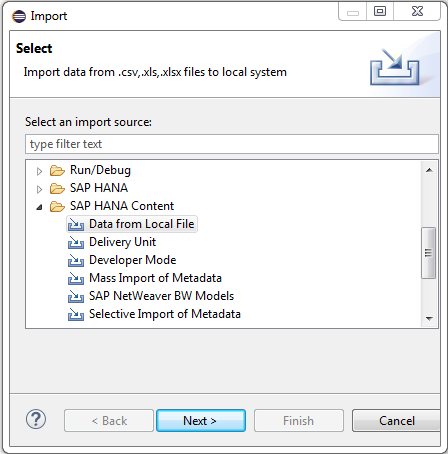 Import
Select
Import data from .csv,.xls,.xlsx files to local system
Select an import source:
type filter text
Run/Debug
SAP HANA
SAP HANA Content
Data from Local File
Delivery Unit
Developer Mode
Mass Import of Metadata
SAP NetWeaver BW Models
Selective Import of Metadata
? < Back Next > Finish Cancel